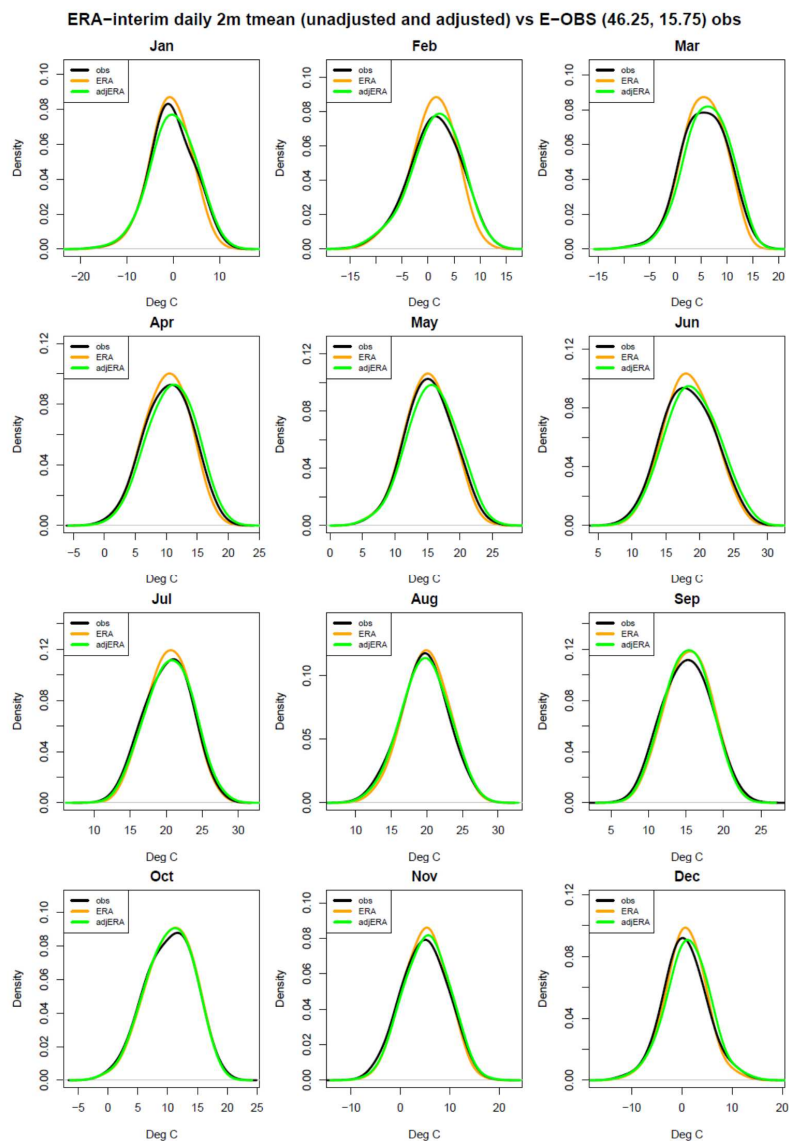 ERA−interim daily 2m tmean (unadjusted and adjusted) vs E−OBS (46.25, 15.75) obs
Jan
obs
ERA
adjERA
Density
0.00 0.02 0.04 0.06 0.08 0.10
−20 −10 0 10
Deg C
Feb
obs
ERA
adjERA
Density
0.00 0.02 0.04 0.06 0.08 0.10
−15 −5 0 5 10 15
Deg C
Mar
obs
ERA
adjERA
Density
0.00 0.02 0.04 0.06 0.08 0.10
−15 −5 0 5 10 15 20
Deg C
Apr
obs
ERA
adjERA
Density
0.00 0.04 0.08 0.12
−5 0 5 10 15 20 25
Deg C
May
obs
ERA
adjERA
Density
0.00 0.04 0.08 0.12
0 5 10 15 20 25
Deg C
Jun
obs
ERA
adjERA
Density
0.00 0.04 0.08 0.12
5 10 15 20 25 30
Deg C
Jul
obs
ERA
adjERA
Density
0.00 0.04 0.08 0.12
10 15 20 25 30
Deg C
Aug
obs
ERA
adjERA
Density
0.00 0.05 0.10
10 15 20 25 30
Deg C
Sep
obs
ERA
adjERA
Density
0.00 0.04 0.08 0.12
5 10 15 20 25
Deg C
Oct
obs
ERA
adjERA
Density
0.00 0.02 0.04 0.06 0.08 0.10
−5 0 5 10 15 20 25
Deg C
Nov
obs
ERA
adjERA
Density
0.00 0.02 0.04 0.06 0.08 0.10
−10 0 10 20
Deg C
Dec
obs
ERA
adjERA
Density
0.00 0.04 0.08 0.12
−10 0 10 20
Deg C